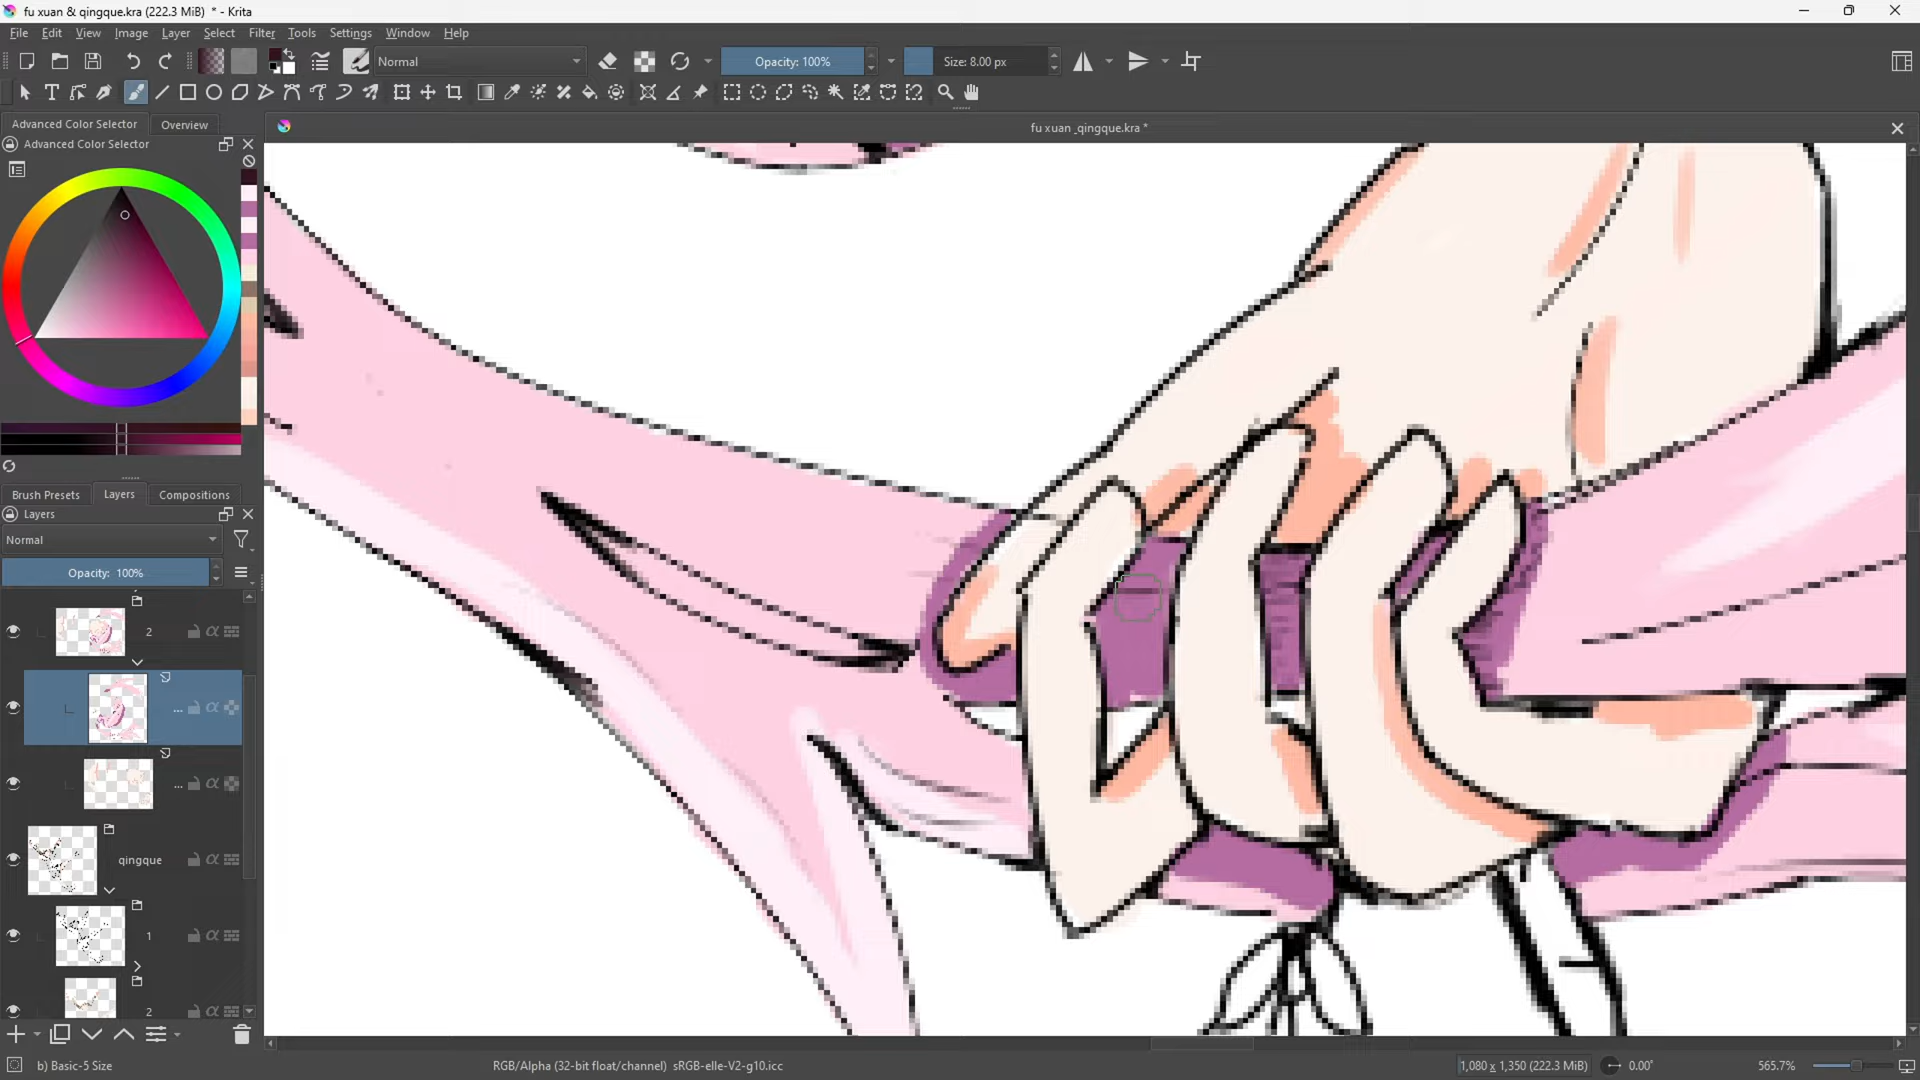 fu xuan & qingque.kra (222.3 MiB) * - Krita
File Edit View Image Layer Select Filter Tools Settings Window Help
Normal Opacity: 100% Size: 8.00 px
Advanced Color Selector Overview
fu xuan _qingque.kra *
Advanced Color Selector
Brush Presets Layers Compositions
Layers
Normal
Opacity: 100%
2
...
...
qingque
1
2
b) Basic-5 Size
RGB/Alpha (32-bit float/channel) sRGB-elle-V2-g10.icc
1,080 x 1,350 (222.3 MiB)
0.00°
565.7%